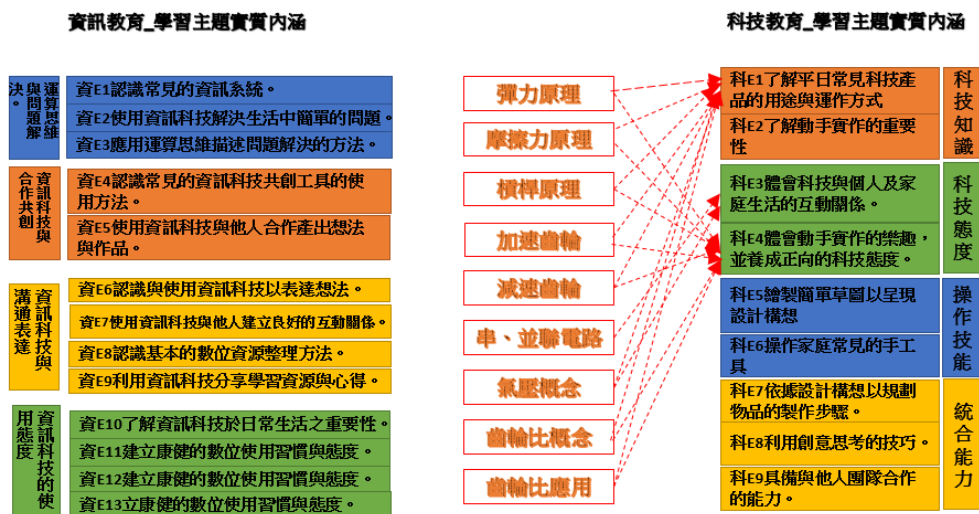 資訊教育_學習主題實質內涵
科技教育_學習主題實質內涵
運算思維
與問題解
決。
資E1認識常見的資訊系統。
資E2使用資訊科技解決生活中簡單的問題。
資E3應用運算思維描述問題解決的方法。
資訊科技與
合作共創
資E4認識常見的資訊科技共創工具的使
用方法。
資E5使用資訊科技與他人合作產出想法
與作品。
資訊科技與
溝通表達
資E6認識與使用資訊科技以表達想法。
資E7使用資訊科技與他人建立良好的互動關係。
資E8認識基本的數位資源整理方法。
資E9利用資訊科技分享學習資源與心得。
資訊科技的使
用態度
資E10了解資訊科技於日常生活之重要性。
資E11建立康健的數位使用習慣與態度。
資E12建立康健的數位使用習慣與態度。
資E13立康健的數位使用習慣與態度。
彈力原理
摩擦力原理
槓桿原理
加速齒輪
減速齒輪
串、並聯電路
氣壓概念
齒輪比概念
齒輪比應用
科E1了解平日常見科技產
品的用途與運作方式
科E2了解動手實作的重要
性
科技知識
科E3體會科技與個人及家
庭生活的互動關係。
科E4體會動手實作的樂趣，
並養成正向的科技態度。
科技態度
科E5繪製簡單草圖以呈現
設計構想
科E6操作家庭常見的手工
具
操作技能
科E7依據設計構想以規劃
物品的製作步驟。
科E8利用創意思考的技巧。
科E9具備與他人團隊合作
的能力。
統合能力